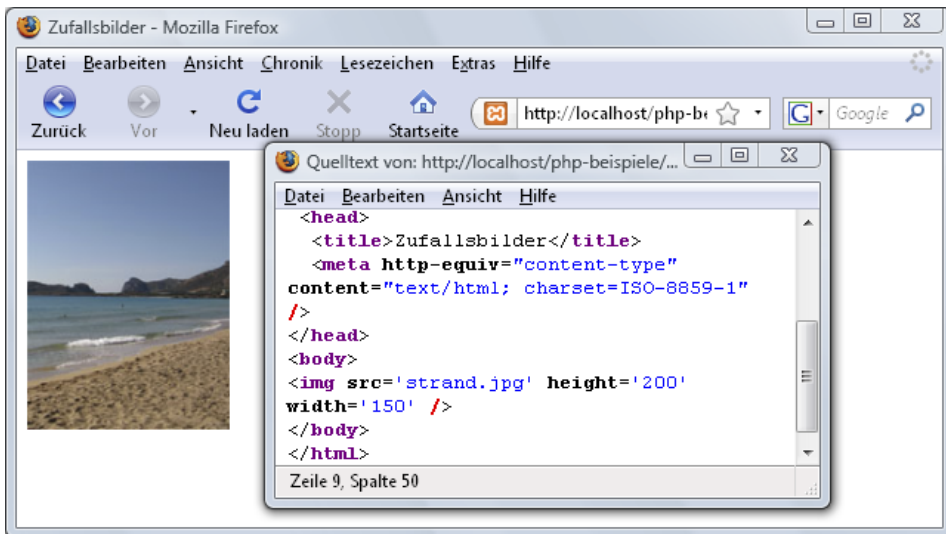 Zufallsbilder - Mozilla Firefox
Datei Bearbeiten Ansicht Chronik Lesezeichen Extras Hilfe
Zurück Vor Neu laden Stopp Startseite http://localhost/php-be G Google
Quelltext von: http://localhost/php-beispiele/...
Datei Bearbeiten Ansicht Hilfe
<head>
<title>Zufallsbilder</title>
<meta http-equiv="content-type"
content="text/html; charset=ISO-8859-1"
/>
</head>
<body>
<img src='strand.jpg' height='200'
width='150' />
</body>
</html>
Zeile 9, Spalte 50